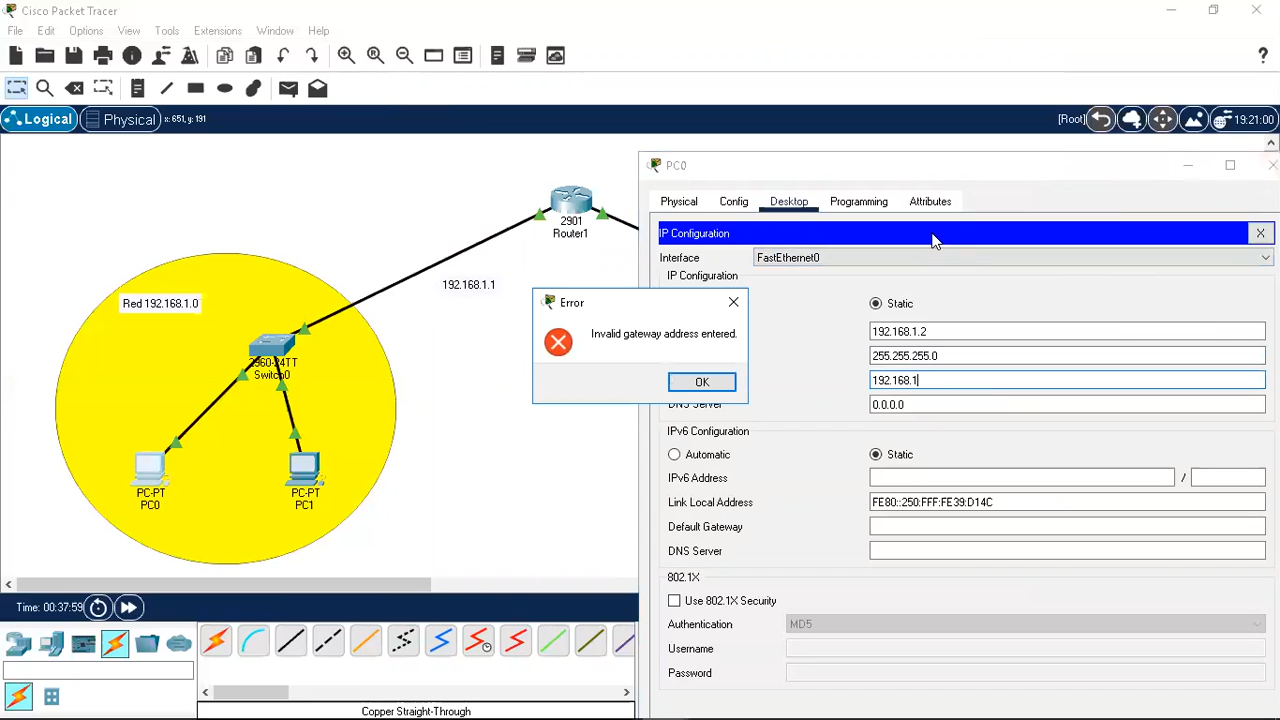 Cisco Packet Tracer
File Edit Options View Tools Extensions Window Help
Logical
Physical
x: 651, y: 191
[Root]
19:21:00
2901
Router1
192.168.1.1
Red 192.168.1.0
2960-24TT
Switch0
PC-PT
PC0
PC-PT
PC1
PC0
Physical Config Desktop Programming Attributes
IP Configuration
X
Interface FastEthernet0
IP Configuration
Static
192.168.1.2
255.255.255.0
192.168.1
DNS Server 0.0.0.0
Error
Invalid gateway address entered.
OK
IPv6 Configuration
Automatic Static
IPv6 Address /
Link Local Address FE80::250:FFF:FE39:D14C
Default Gateway
DNS Server
802.1X
Use 802.1X Security
Authentication MD5
Username
Password
Time: 00:37:59
Copper Straight-Through